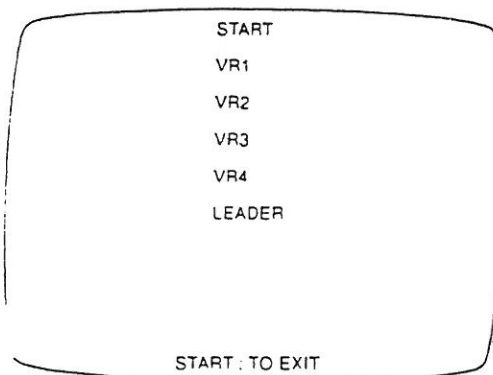 START
VR1
VR2
VR3
VR4
LEADER
START : TO EXIT